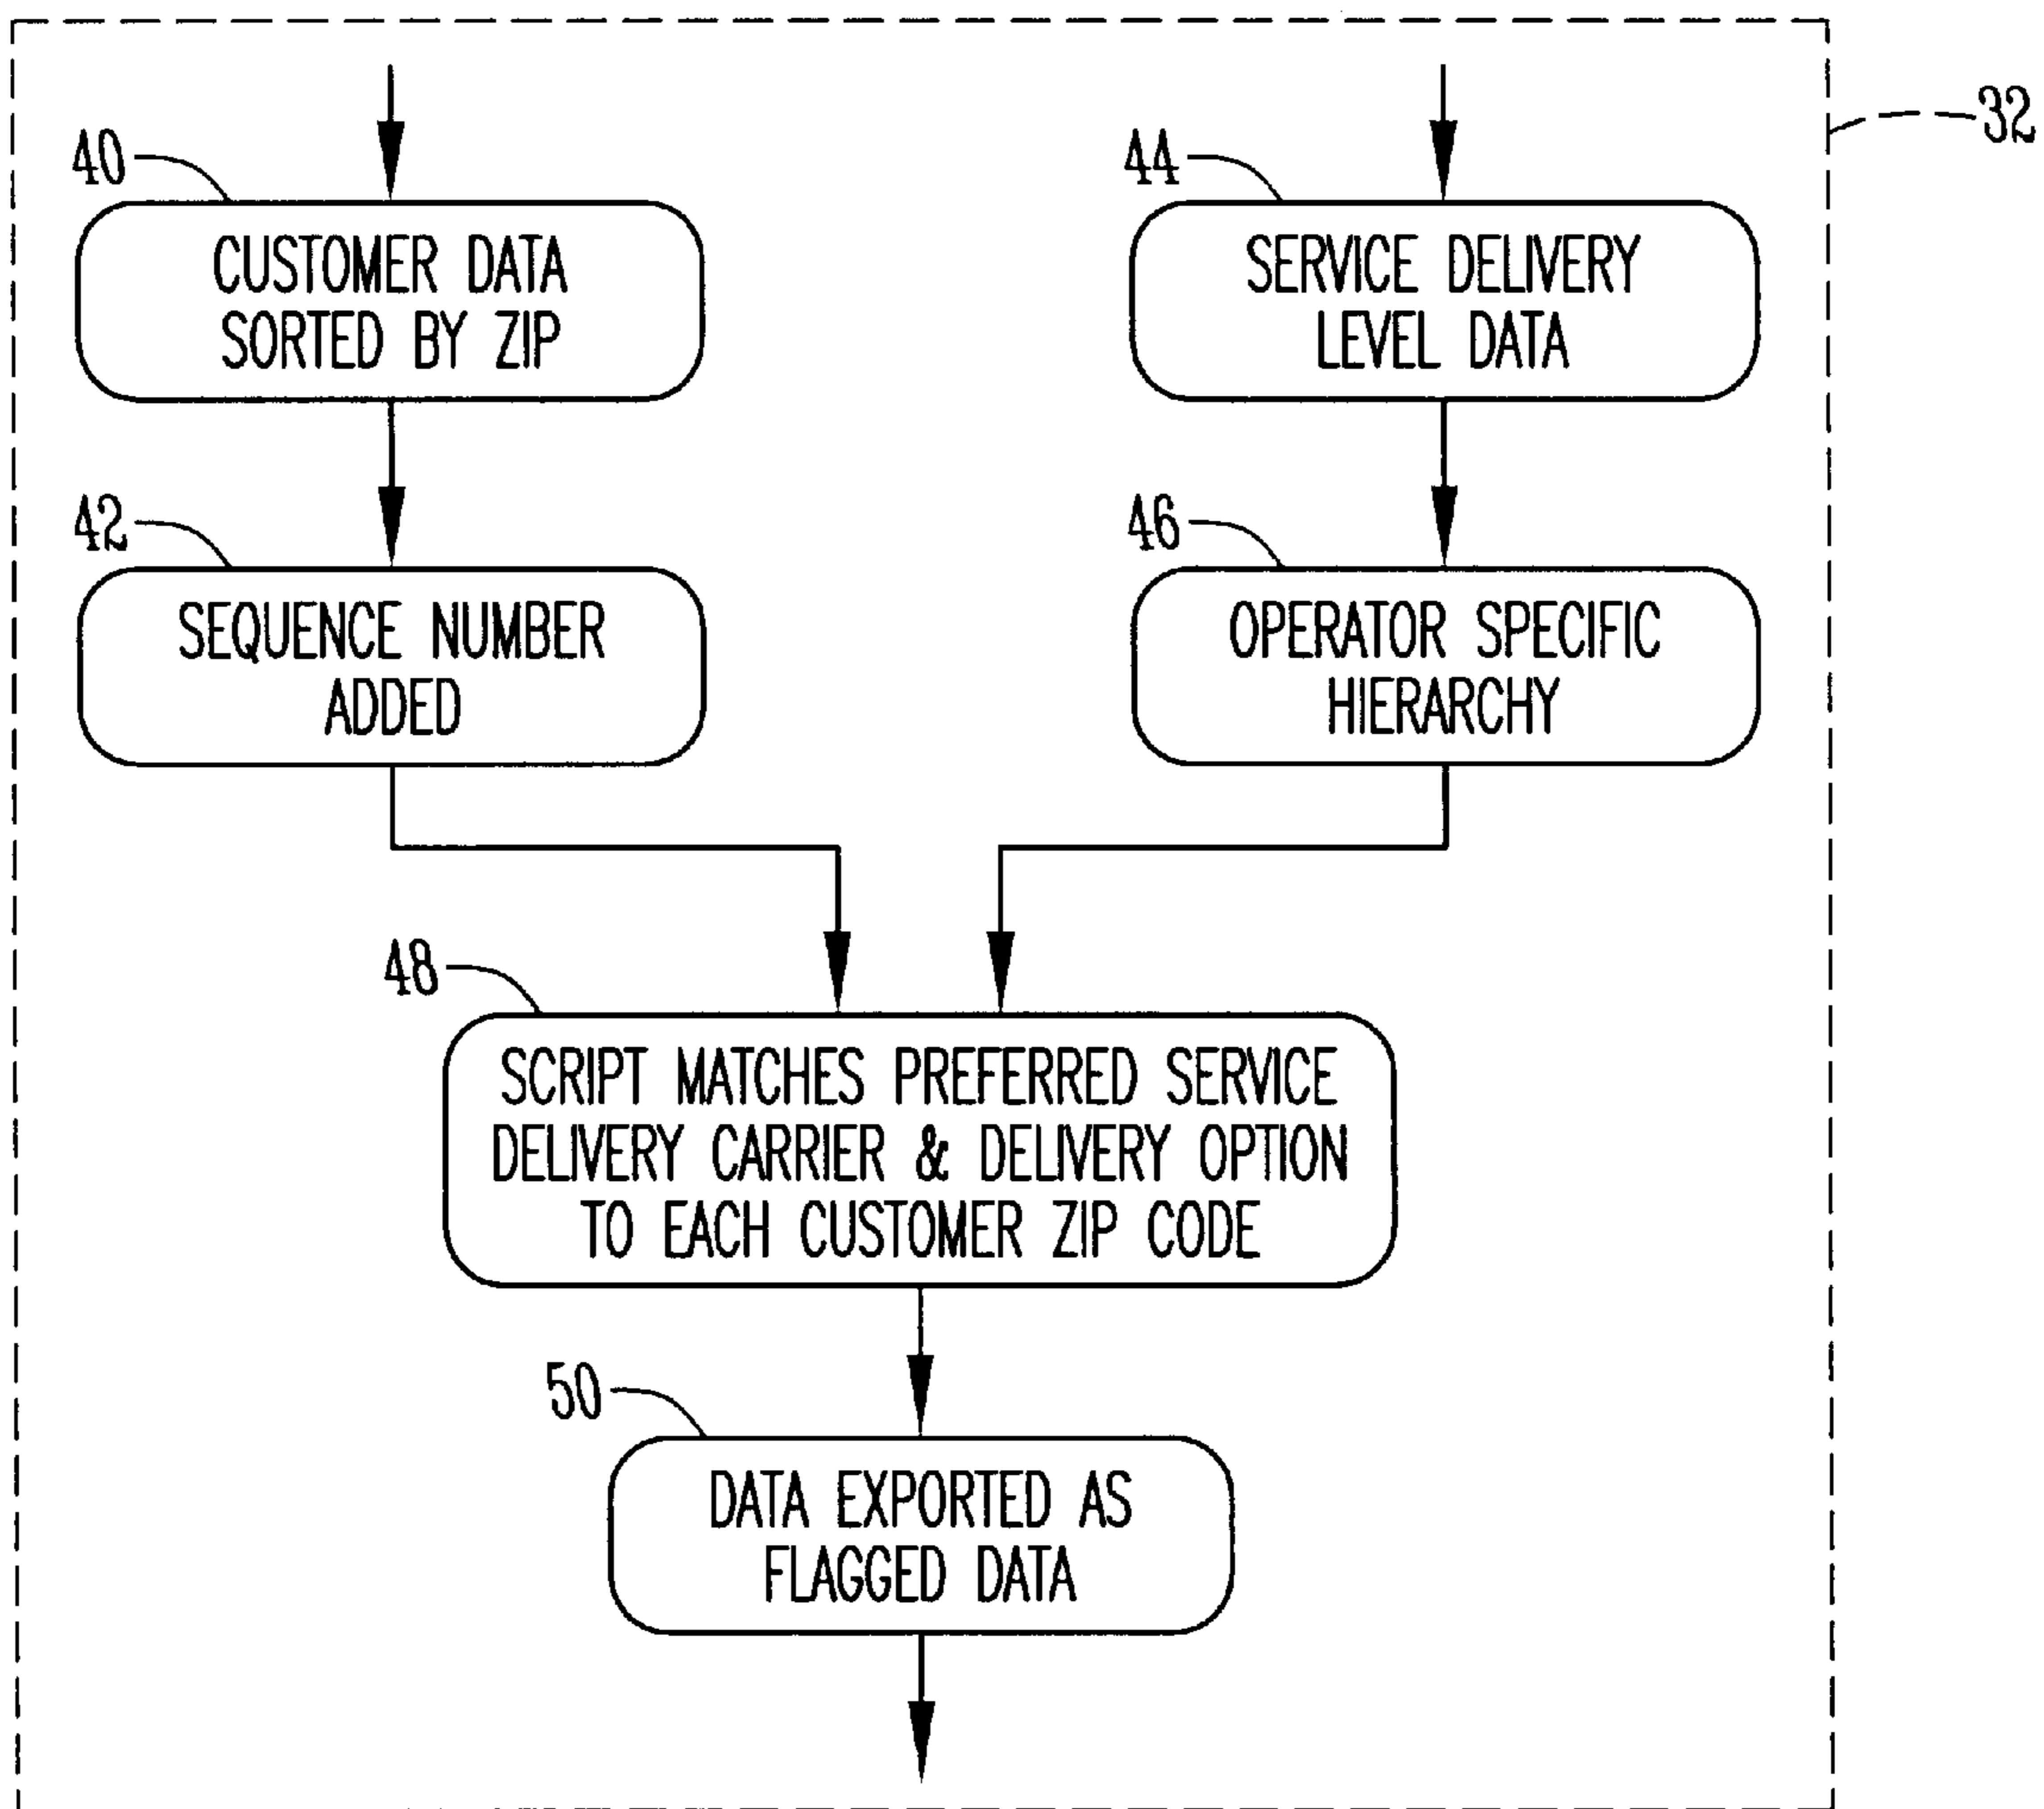 32
40
CUSTOMER DATA
SORTED BY ZIP
44
SERVICE DELIVERY
LEVEL DATA
42
SEQUENCE NUMBER
ADDED
46
OPERATOR SPECIFIC
HIERARCHY
48
SCRIPT MATCHES PREFERRED SERVICE
DELIVERY CARRIER & DELIVERY OPTION
TO EACH CUSTOMER ZIP CODE
50
DATA EXPORTED AS
FLAGGED DATA